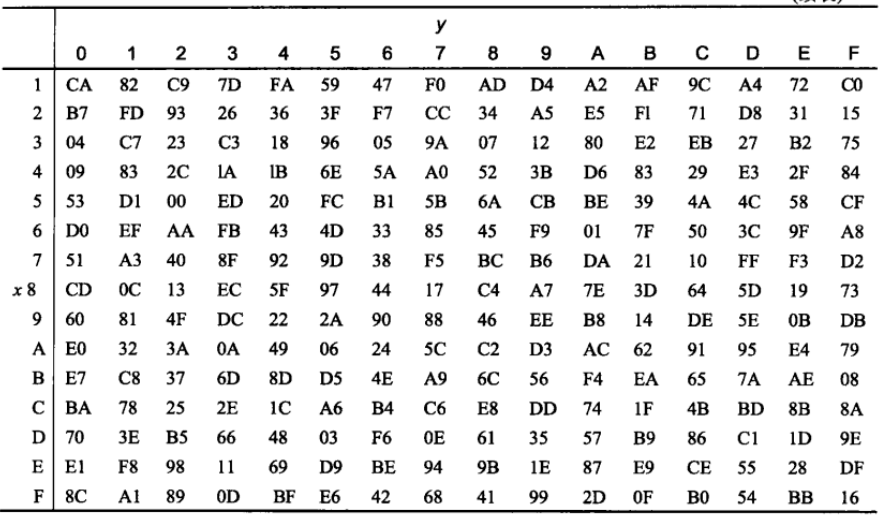 y
0 1 2 3 4 5 6 7 8 9 A B C D E F
1 CA 82 C9 7D FA 59 47 F0 AD D4 A2 AF 9C A4 72 C0
2 B7 FD 93 26 36 3F F7 CC 34 A5 E5 F1 71 D8 31 15
3 04 C7 23 C3 18 96 05 9A 07 12 80 E2 EB 27 B2 75
4 09 83 2C 1A 1B 6E 5A A0 52 3B D6 83 29 E3 2F 84
5 53 D1 00 ED 20 FC B1 5B 6A CB BE 39 4A 4C 58 CF
6 D0 EF AA FB 43 4D 33 85 45 F9 01 7F 50 3C 9F A8
7 51 A3 40 8F 92 9D 38 F5 BC B6 DA 21 10 FF F3 D2
x 8 CD 0C 13 EC 5F 97 44 17 C4 A7 7E 3D 64 5D 19 73
9 60 81 4F DC 22 2A 90 88 46 EE B8 14 DE 5E 0B DB
A E0 32 3A 0A 49 06 24 5C C2 D3 AC 62 91 95 E4 79
B E7 C8 37 6D 8D D5 4E A9 6C 56 F4 EA 65 7A AE 08
C BA 78 25 2E 1C A6 B4 C6 E8 DD 74 1F 4B BD 8B 8A
D 70 3E B5 66 48 03 F6 0E 61 35 57 B9 86 C1 1D 9E
E E1 F8 98 11 69 D9 BE 94 9B 1E 87 E9 CE 55 28 DF
F 8C A1 89 0D BF E6 42 68 41 99 2D 0F B0 54 BB 16